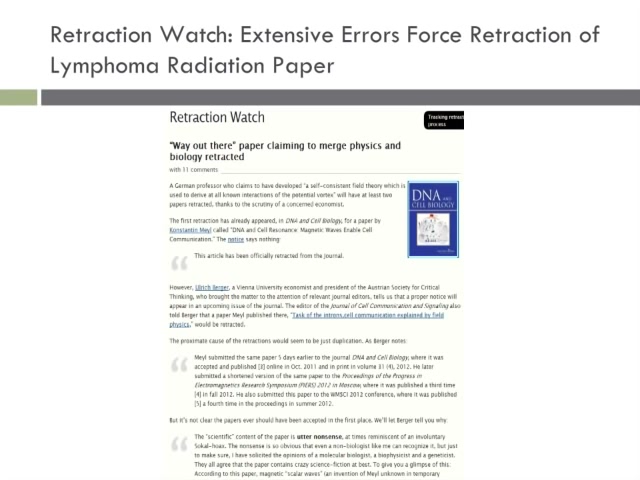 Retraction Watch: Extensive Errors Force Retraction of
Lymphoma Radiation Paper
Retraction Watch
Tracking retract
process
"Way out there" paper claiming to merge physics and
biology retracted
with 11 comments
A German professor who claims to have developed "a self-consistent field theory which is
used to derive at all known interactions of the potential vortex" will have at least two
papers retracted, thanks to the scrutiny of a concerned economist.
DNA AND
CELL BIOLOGY
The first retraction has already appeared, in DNA and Cell Biology, for a paper by
Konstantin Meyl called "DNA and Cell Resonance: Magnetic Waves Enable Cell
Communication." The notice says nothing:
This article has been officially retracted from the journal.
However, Ulrich Berger, a Vienna University economist and president of the Austrian Society for Critical
Thinking, who brought the matter to the attention of relevant journal editors, tells us that a proper notice will
appear in an upcoming issue of the journal. The editor of the Journal of Cell Communication and Signaling also
told Berger that a paper Meyl published there, "Task of the introns,cell communication explained by field
physics," would be retracted.
The proximate cause of the retractions would seem to be just duplication. As Berger notes:
Meyl submitted the same paper 5 days earlier to the journal DNA and Cell Biology, where it was
accepted and published [3] online in Oct. 2011 and in print in volume 31 (4), 2012. He later
submitted a shortened version of the same paper to the Proceedings of the Progress in
Electromagnetics Research Symposium (PIERS) 2012 in Moscow, where it was published a third time
[4] in fall 2012. He also submitted this paper to the WMSCI 2012 conference, where it was published
[5] a fourth time in the proceedings in summer 2012.
But it's not clear the papers ever should have been accepted in the first place. We'll let Berger tell you why:
The "scientific" content of the paper is utter nonsense, at times reminiscent of an involuntary
Sokal-hoax. The nonsense is so obvious that even a non-biologist like me can recognize it, but just
to make sure, I have solicited the opinions of a molecular biologist, a biophysicist and a geneticist.
They all agree that the paper contains crazy science-fiction at best. To give you a glimpse of this:
According to this paper, magnetic "scalar waves" (an invention of Meyl unknown in temporary